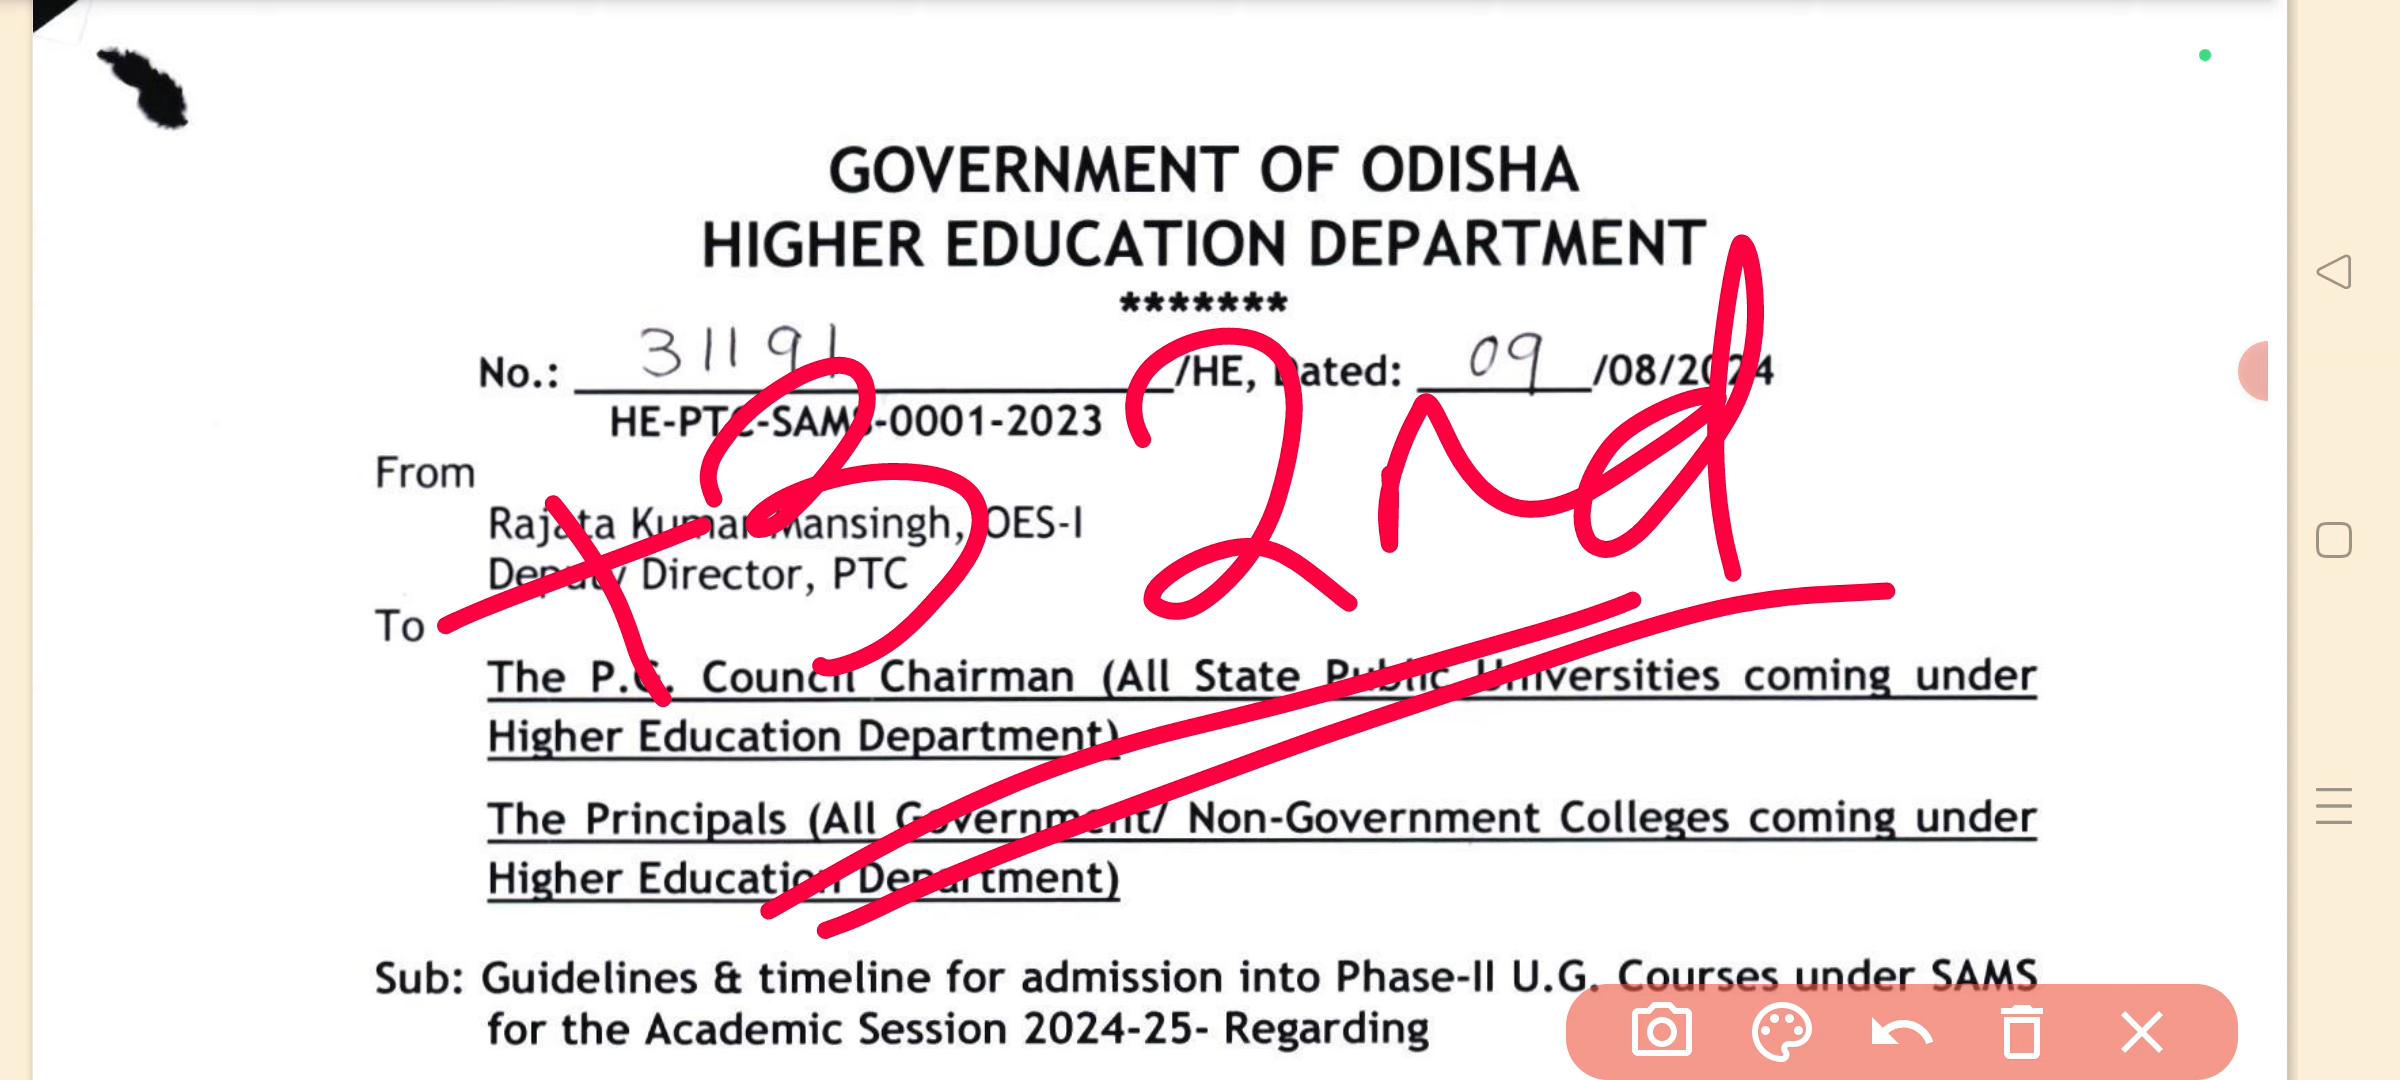 GOVERNMENT OF ODISHA
HIGHER EDUCATION DEPARTMENT
*******
No.: 31191 /HE, Dated: 09 /08/2024
HE-PTC-SAMS-0001-2023
From
Rajata Kumar Mansingh, OES-I
Deputy Director, PTC
To
+3 2nd
The P.G. Council Chairman (All State Public Universities coming under
Higher Education Department)
The Principals (All Government/ Non-Government Colleges coming under
Higher Education Department)
Sub: Guidelines & timeline for admission into Phase-II U.G. Courses under SAMS
for the Academic Session 2024-25- Regarding